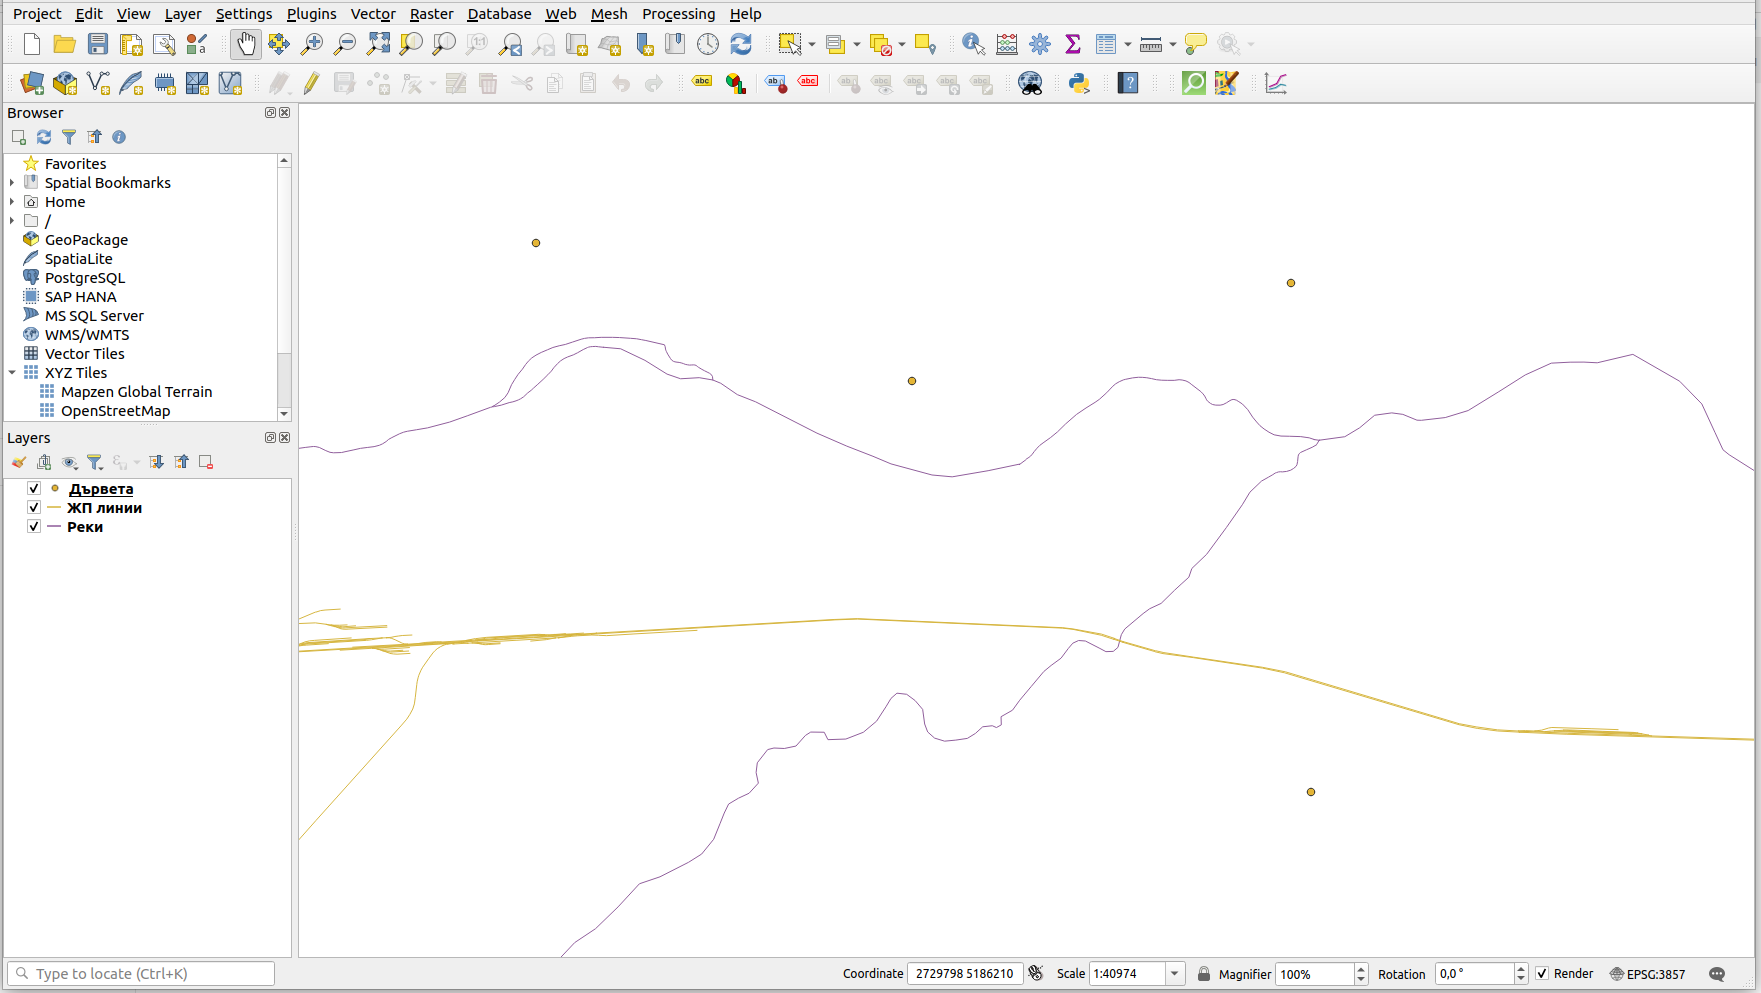 Project Edit View Layer Settings Plugins Vector Raster Database Web Mesh Processing Help
Browser
Favorites
Spatial Bookmarks
Home
/
GeoPackage
SpatiaLite
PostgreSQL
SAP HANA
MS SQL Server
WMS/WMTS
Vector Tiles
XYZ Tiles
Mapzen Global Terrain
OpenStreetMap
Layers
Дървета
ЖП линии
Реки
Type to locate (Ctrl+K) Coordinate 2729798 5186210 Scale 1:40974 Magnifier 100% Rotation 0,0 ° Render EPSG:3857